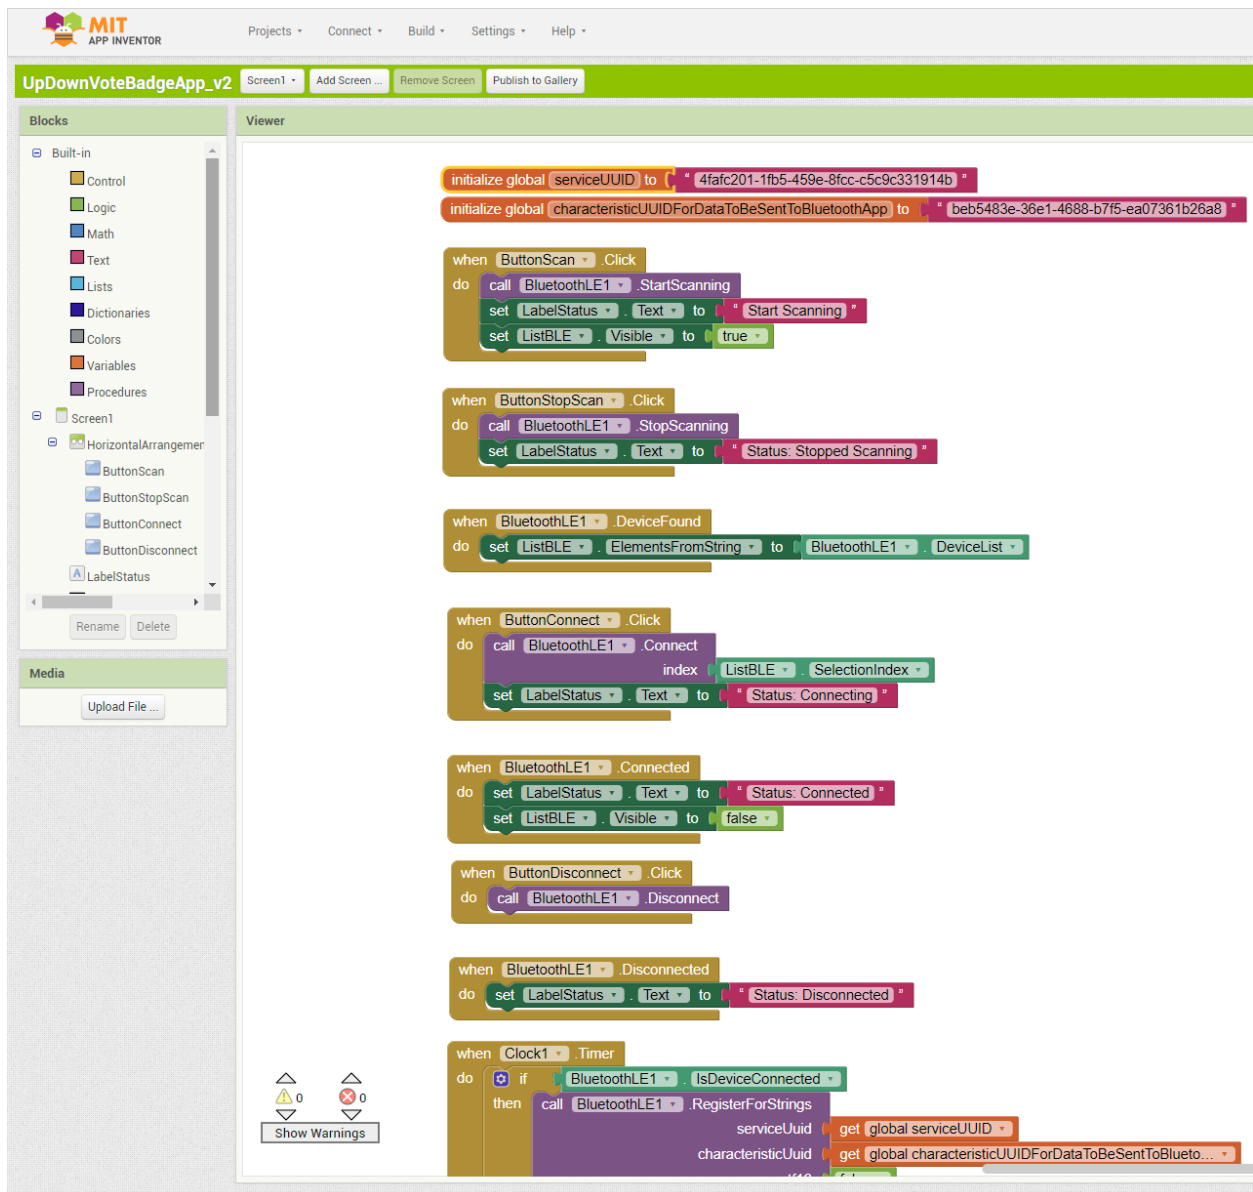 MIT
APP INVENTOR
Projects Connect Build Settings Help
UpDownVoteBadgeApp_v2 Screen1 Add Screen ... Remove Screen Publish to Gallery
Blocks
Viewer
Built-in
Control
Logic
Math
Text
Lists
Dictionaries
Colors
Variables
Procedures
Screen1
HorizontalArrangemer
ButtonScan
ButtonStopScan
ButtonConnect
ButtonDisconnect
LabelStatus
Rename Delete
Media
Upload File ...
initialize global serviceUUID to " 4fafc201-1fb5-459e-8fcc-c5c9c331914b "
initialize global characteristicUUIDForDataToBeSentToBluetoothApp to " beb5483e-36e1-4688-b7f5-ea07361b26a8 "
when ButtonScan .Click
do call BluetoothLE1 .StartScanning
set LabelStatus . Text to " Start Scanning "
set ListBLE . Visible to true
when ButtonStopScan .Click
do call BluetoothLE1 .StopScanning
set LabelStatus . Text to " Status: Stopped Scanning "
when BluetoothLE1 .DeviceFound
do set ListBLE . ElementsFromString to BluetoothLE1 . DeviceList
when ButtonConnect .Click
do call BluetoothLE1 .Connect
index ListBLE . SelectionIndex
set LabelStatus . Text to " Status: Connecting "
when BluetoothLE1 .Connected
do set LabelStatus . Text to " Status: Connected "
set ListBLE . Visible to false
when ButtonDisconnect .Click
do call BluetoothLE1 .Disconnect
when BluetoothLE1 .Disconnected
do set LabelStatus . Text to " Status: Disconnected "
when Clock1 .Timer
do if BluetoothLE1 . IsDeviceConnected
then call BluetoothLE1 .RegisterForStrings
serviceUuid get global serviceUUID
characteristicUuid get global characteristicUUIDForDataToBeSentToBlueto...
0 0
Show Warnings